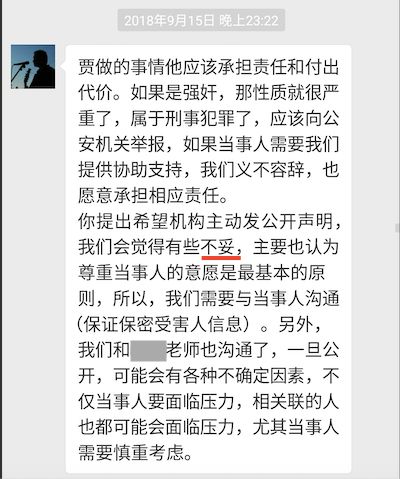 2018年9月15日 晚上23:22
贾做的事情他应该承担责任和付出
代价。如果是强奸，那性质就很严
重了，属于刑事犯罪了，应该向公
安机关举报，如果当事人需要我们
提供协助支持，我们义不容辞，也
愿意承担相应责任。
你提出希望机构主动发公开声明，
我们会觉得有些不妥，主要也认为
尊重当事人的意愿是最基本的原
则，所以，我们需要与当事人沟通
（保证保密受害人信息）。另外，
我们和老师也沟通了，一旦公
开，可能会有各种不确定因素，不
仅当事人要面临压力，相关联的人
也都可能会面临压力，尤其当事人
需要慎重考虑。